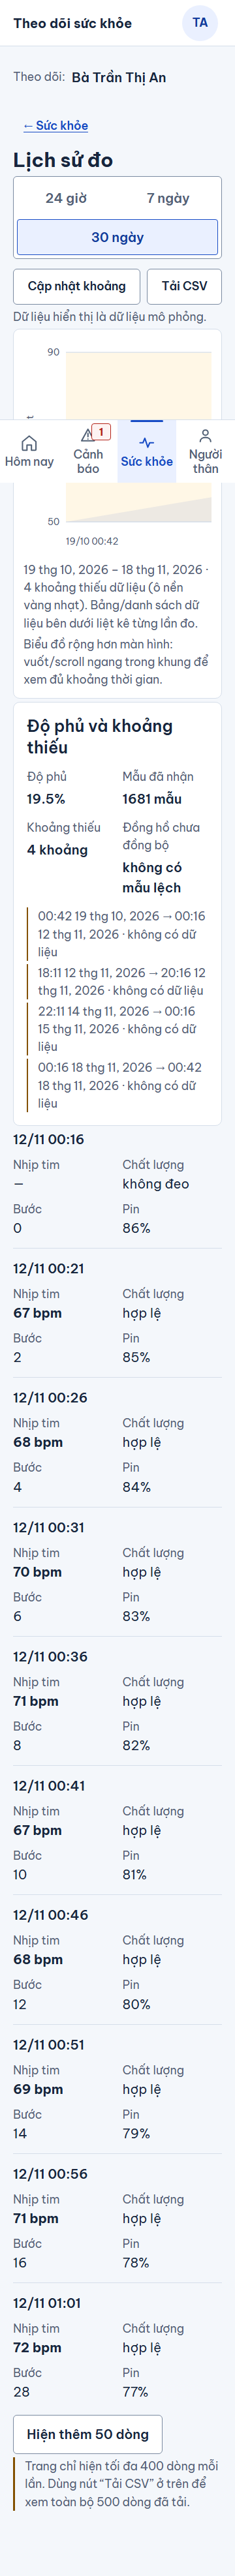 Theo dõi sức khỏe
TA
Theo dõi: Bà Trần Thị An
← Sức khỏe
Lịch sử đo
24 giờ
7 ngày
30 ngày
Cập nhật khoảng
Tải CSV
Dữ liệu hiển thị là dữ liệu mô phỏng.
90
1
Hôm nay
Cảnh báo
Sức khỏe
Người thân
50
19/10 00:42
19 thg 10, 2026 – 18 thg 11, 2026 ·
4 khoảng thiếu dữ liệu (ô nền
vàng nhạt). Bảng/danh sách dữ
liệu bên dưới liệt kê từng lần đo.
Biểu đồ rộng hơn màn hình:
vuốt/scroll ngang trong khung để
xem đủ khoảng thời gian.
Độ phủ và khoảng
thiếu
Độ phủ
Mẫu đã nhận
19.5%
1681 mẫu
Khoảng thiếu
Đồng hồ chưa
đồng bộ
4 khoảng
không có
mẫu lệch
00:42 19 thg 10, 2026 → 00:16
12 thg 11, 2026 · không có dữ
liệu
18:11 12 thg 11, 2026 → 20:16 12
thg 11, 2026 · không có dữ liệu
22:11 14 thg 11, 2026 → 00:16
15 thg 11, 2026 · không có dữ
liệu
00:16 18 thg 11, 2026 → 00:42
18 thg 11, 2026 · không có dữ
liệu
12/11 00:16
Nhịp tim
Chất lượng
—
không đeo
Bước
Pin
0
86%
12/11 00:21
Nhịp tim
Chất lượng
67 bpm
hợp lệ
Bước
Pin
2
85%
12/11 00:26
Nhịp tim
Chất lượng
68 bpm
hợp lệ
Bước
Pin
4
84%
12/11 00:31
Nhịp tim
Chất lượng
70 bpm
hợp lệ
Bước
Pin
6
83%
12/11 00:36
Nhịp tim
Chất lượng
71 bpm
hợp lệ
Bước
Pin
8
82%
12/11 00:41
Nhịp tim
Chất lượng
67 bpm
hợp lệ
Bước
Pin
10
81%
12/11 00:46
Nhịp tim
Chất lượng
68 bpm
hợp lệ
Bước
Pin
12
80%
12/11 00:51
Nhịp tim
Chất lượng
69 bpm
hợp lệ
Bước
Pin
14
79%
12/11 00:56
Nhịp tim
Chất lượng
71 bpm
hợp lệ
Bước
Pin
16
78%
12/11 01:01
Nhịp tim
Chất lượng
72 bpm
hợp lệ
Bước
Pin
28
77%
Hiện thêm 50 dòng
Trang chỉ hiện tối đa 400 dòng mỗi
lần. Dùng nút “Tải CSV” ở trên để
xem toàn bộ 500 dòng đã tải.